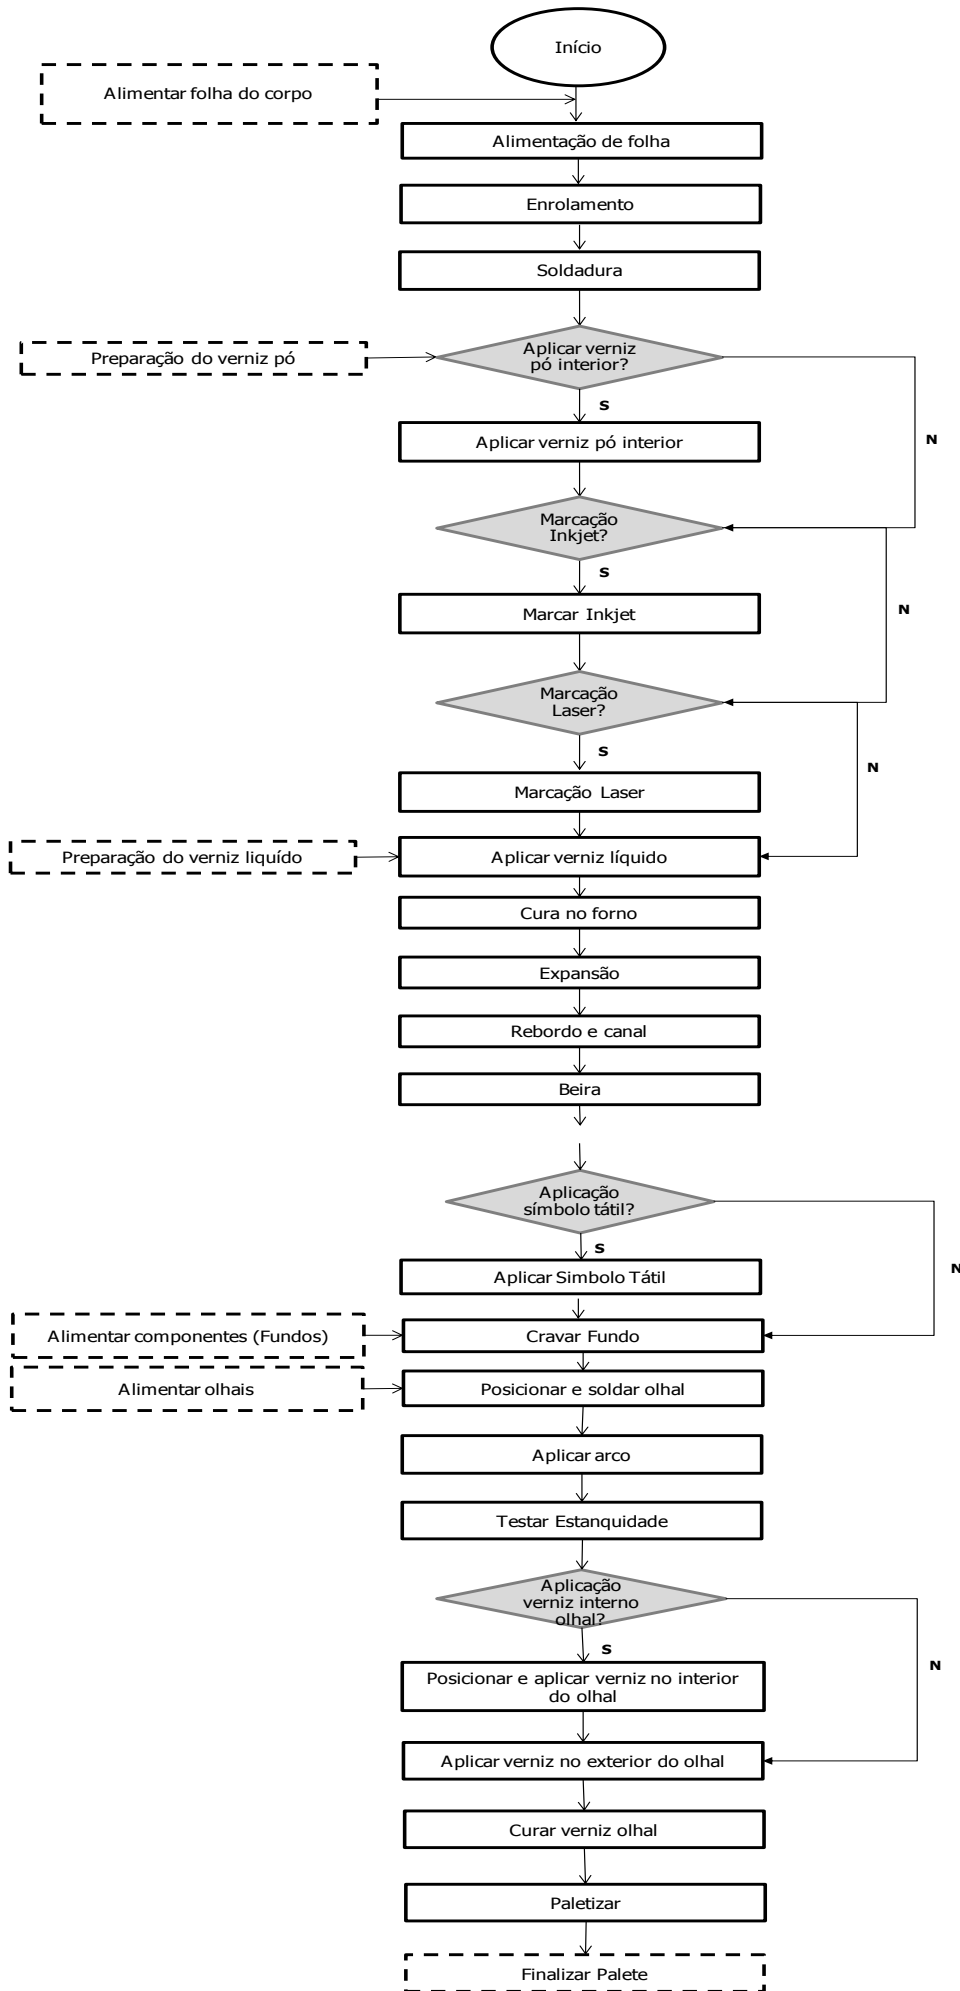 Início
Alimentar folha do corpo
Alimentação de folha
Enrolamento
Soldadura
Preparação do verniz pó
Aplicar verniz
pó interior?
S
N
Aplicar verniz pó interior
Marcação
Inkjet?
S
N
Marcar Inkjet
Marcação
Laser?
S
N
Marcação Laser
Preparação do verniz liquído
Aplicar verniz líquido
Cura no forno
Expansão
Rebordo e canal
Beira
Aplicação
símbolo tátil?
S
N
Aplicar Simbolo Tátil
Alimentar componentes (Fundos)
Cravar Fundo
Alimentar olhais
Posicionar e soldar olhal
Aplicar arco
Testar Estanquidade
Aplicação
verniz interno
olhal?
S
N
Posicionar e aplicar verniz no interior
do olhal
Aplicar verniz no exterior do olhal
Curar verniz olhal
Paletizar
Finalizar Palete